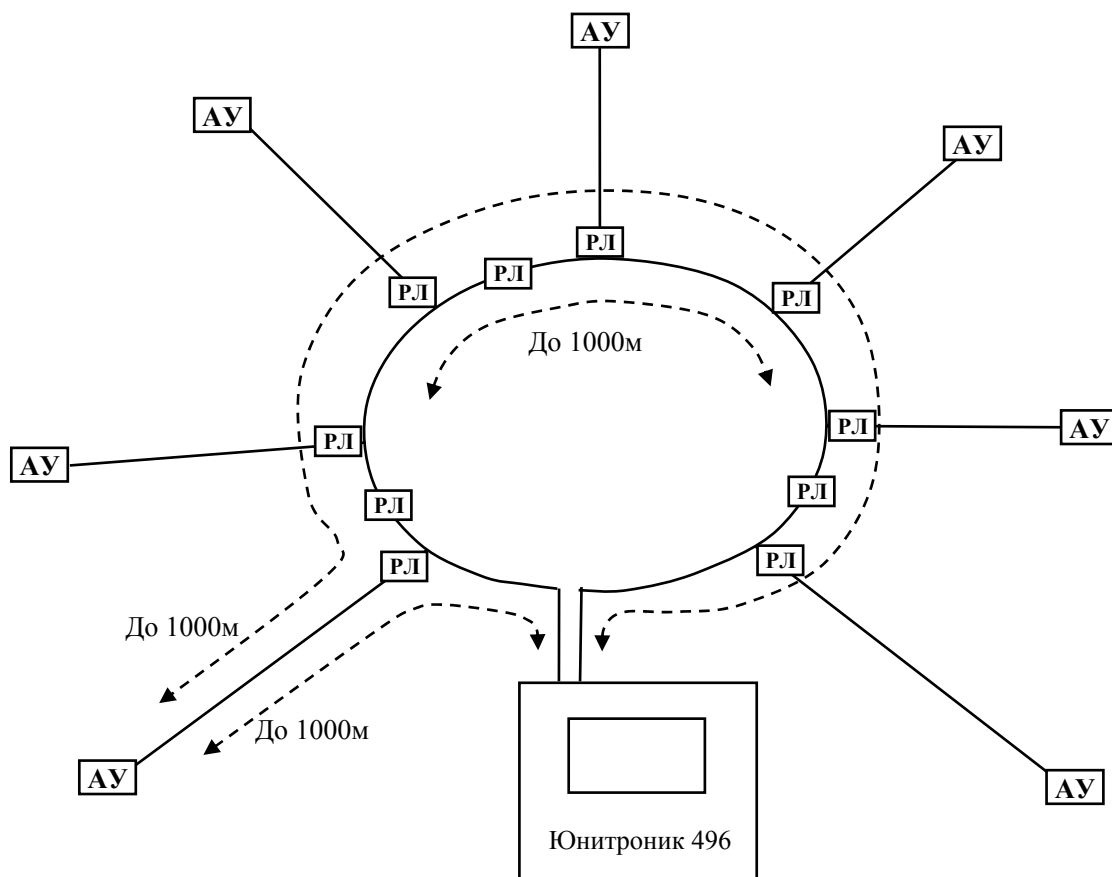 АУ
АУ
АУ
РЛ
РЛ
РЛ
РЛ
До 1000м
РЛ
АУ
РЛ
АУ
РЛ
РЛ
РЛ
РЛ
До 1000м
До 1000м
АУ
АУ
Юнитроник 496